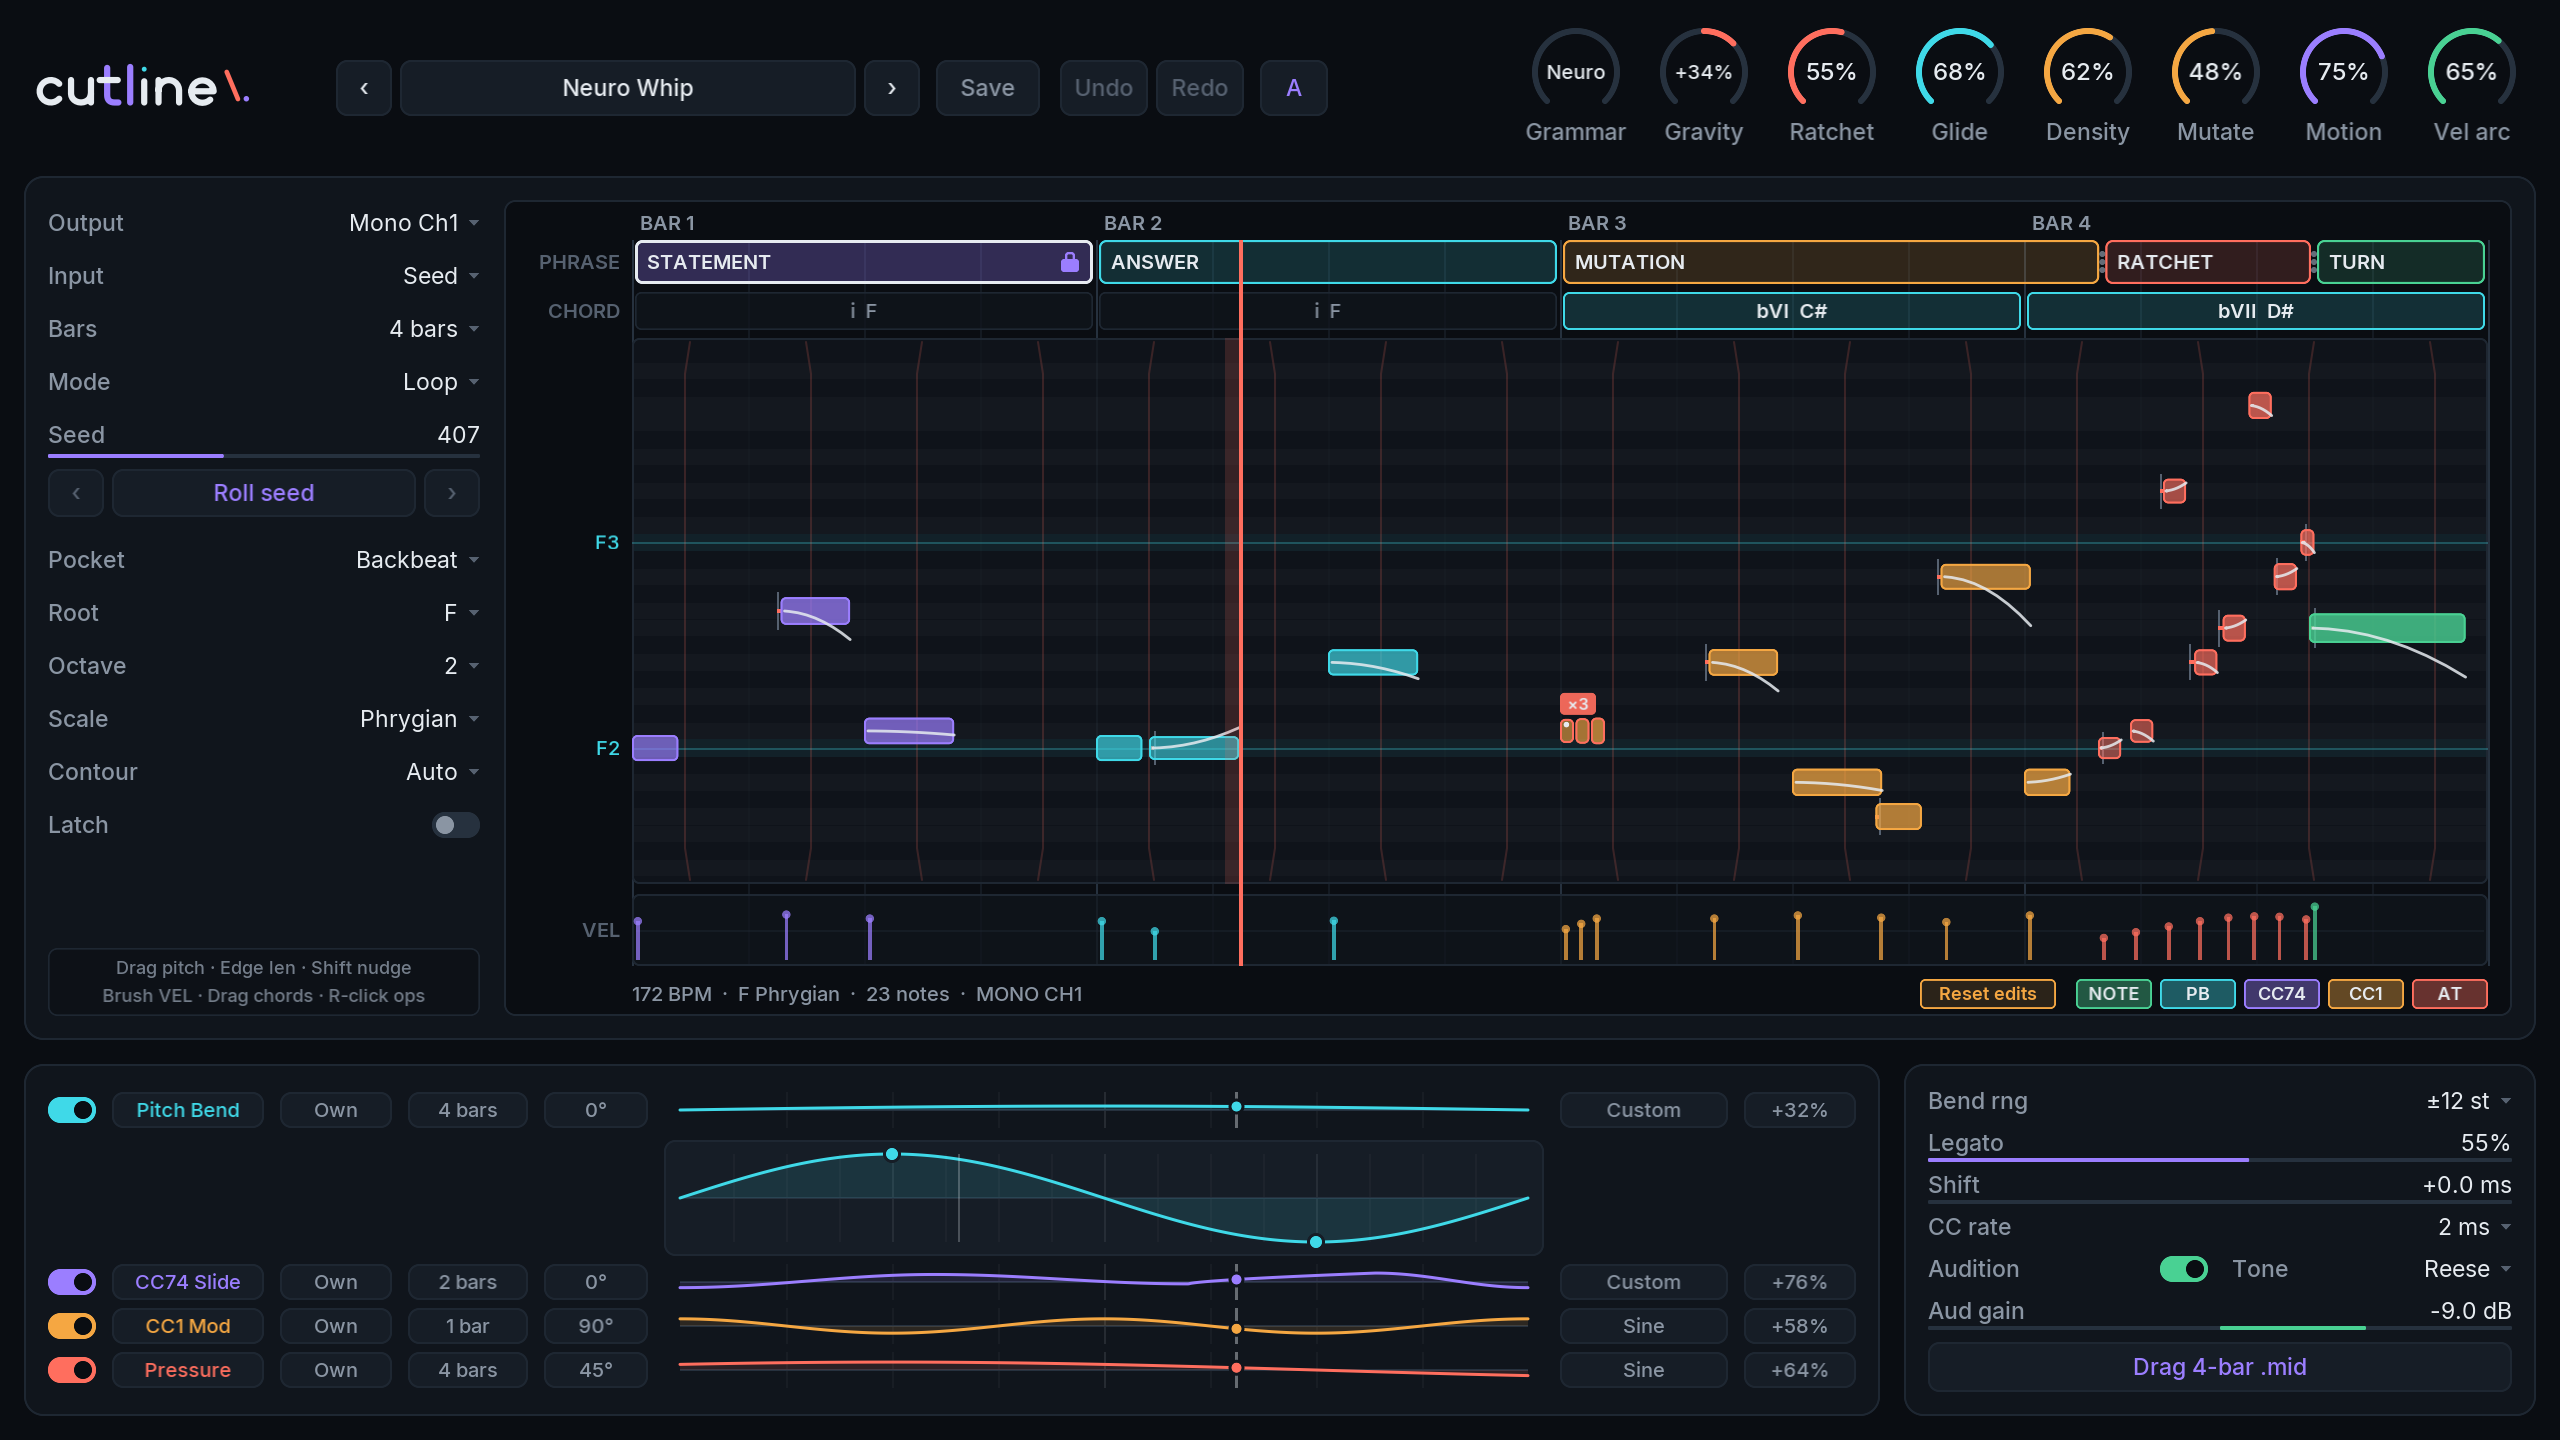 cutline\.
‹ Neuro Whip › Save Undo Redo A
Neuro +34% 55% 68% 62% 48% 75% 65%
Grammar Gravity Ratchet Glide Density Mutate Motion Vel arc
Output Mono Ch1
Input Seed
Bars 4 bars
Mode Loop
Seed 407
‹ Roll seed ›
Pocket Backbeat
Root F
Octave 2
Scale Phrygian
Contour Auto
Latch
Drag pitch · Edge len · Shift nudge
Brush VEL · Drag chords · R-click ops
BAR 1 BAR 2 BAR 3 BAR 4
PHRASE STATEMENT ANSWER MUTATION RATCHET TURN
CHORD i F i F bVI C# bVII D#
F3
×3
F2
VEL
172 BPM · F Phrygian · 23 notes · MONO CH1
Reset edits NOTE PB CC74 CC1 AT
Pitch Bend Own 4 bars 0° Custom +32%
CC74 Slide Own 2 bars 0° Custom +76%
CC1 Mod Own 1 bar 90° Sine +58%
Pressure Own 4 bars 45° Sine +64%
Bend rng ±12 st
Legato 55%
Shift +0.0 ms
CC rate 2 ms
Audition Tone Reese
Aud gain -9.0 dB
Drag 4-bar .mid